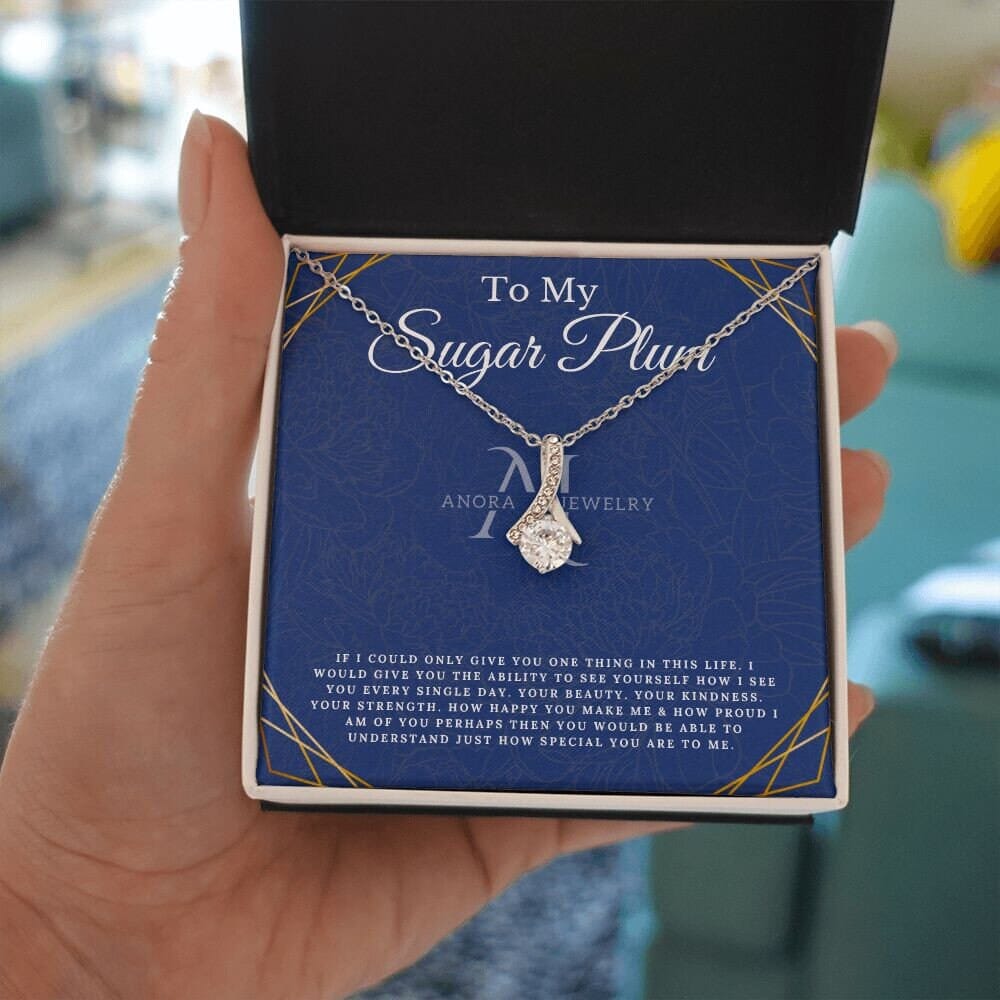 To My
Sugar Plum
ANORA JEWELRY
IF I COULD ONLY GIVE YOU ONE THING IN THIS LIFE, I
WOULD GIVE YOU THE ABILITY TO SEE YOURSELF HOW I SEE
YOU EVERY SINGLE DAY. YOUR BEAUTY. YOUR KINDNESS.
YOUR STRENGTH. HOW HAPPY YOU MAKE ME & HOW PROUD I
AM OF YOU PERHAPS THEN YOU WOULD BE ABLE TO
UNDERSTAND JUST HOW SPECIAL YOU ARE TO ME.